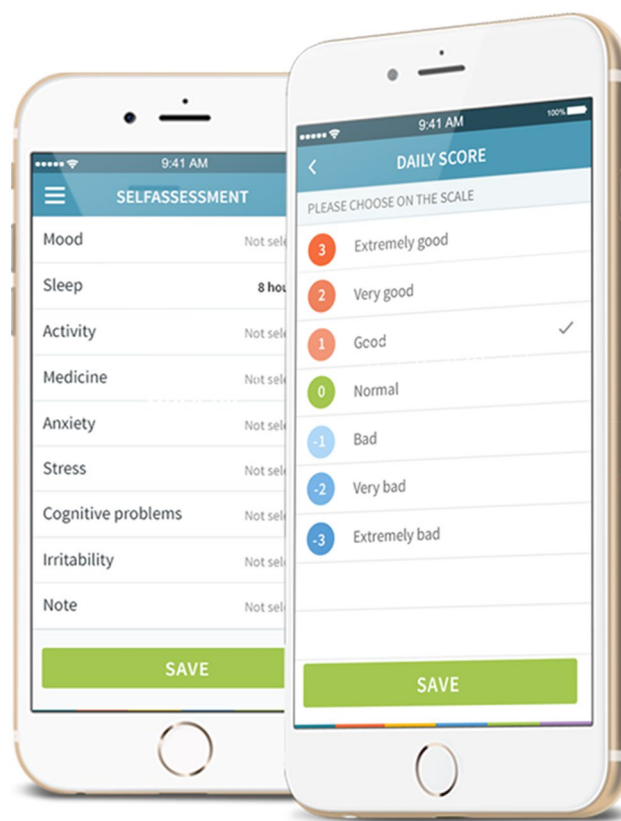 9:41 AM
SELFASSESSMENT
Mood Not sele
Sleep 8 hou
Activity Not sele
Medicine Not sele
Anxiety Not sele
Stress Not sele
Cognitive problems Not sele
Irritability Not sele
Note Not sele
SAVE
9:41 AM 100%
DAILY SCORE
PLEASE CHOOSE ON THE SCALE
3 Extremely good
2 Very good
1 Good
0 Normal
-1 Bad
-2 Very bad
-3 Extremely bad
SAVE